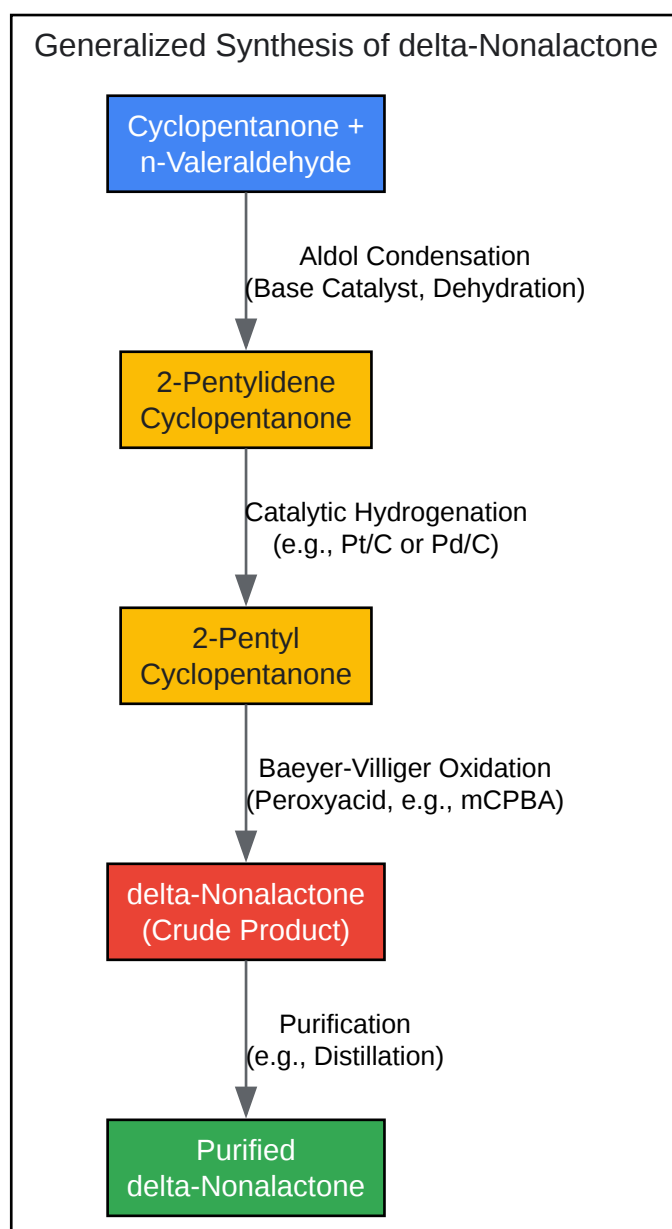 Generalized Synthesis of delta-Nonalactone
Cyclopentanone +
n-Valeraldehyde
Aldol Condensation
(Base Catalyst, Dehydration)
2-Pentylidene
Cyclopentanone
Catalytic Hydrogenation
(e.g., Pt/C or Pd/C)
2-Pentyl
Cyclopentanone
Baeyer-Villiger Oxidation
(Peroxyacid, e.g., mCPBA)
delta-Nonalactone
(Crude Product)
Purification
(e.g., Distillation)
Purified
delta-Nonalactone